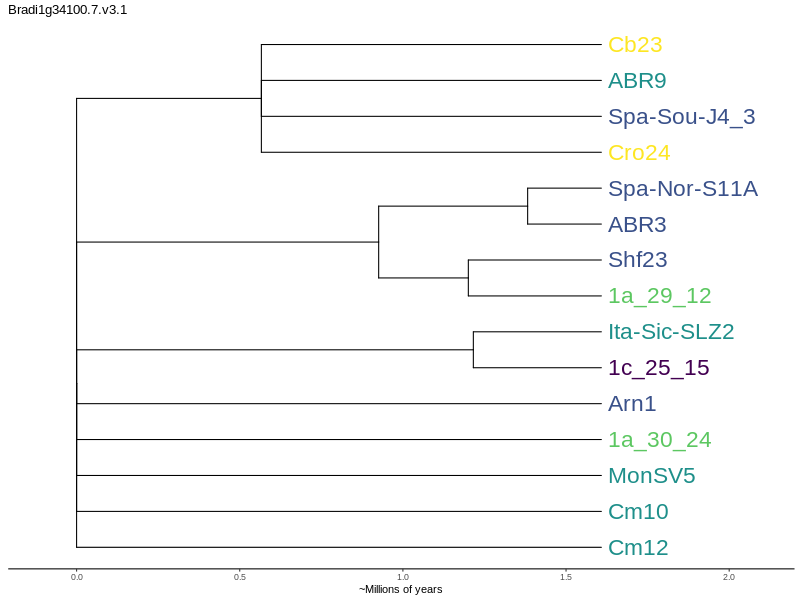 Bradi1g34100.7.v3.1
Cb23
ABR9
Spa-Sou-J4_3
Cro24
Spa-Nor-S11A
ABR3
Shf23
1a_29_12
Ita-Sic-SLZ2
1c_25_15
Arn1
1a_30_24
MonSV5
Cm10
Cm12
0.0 0.5 1.0 1.5 2.0
~Millions of years